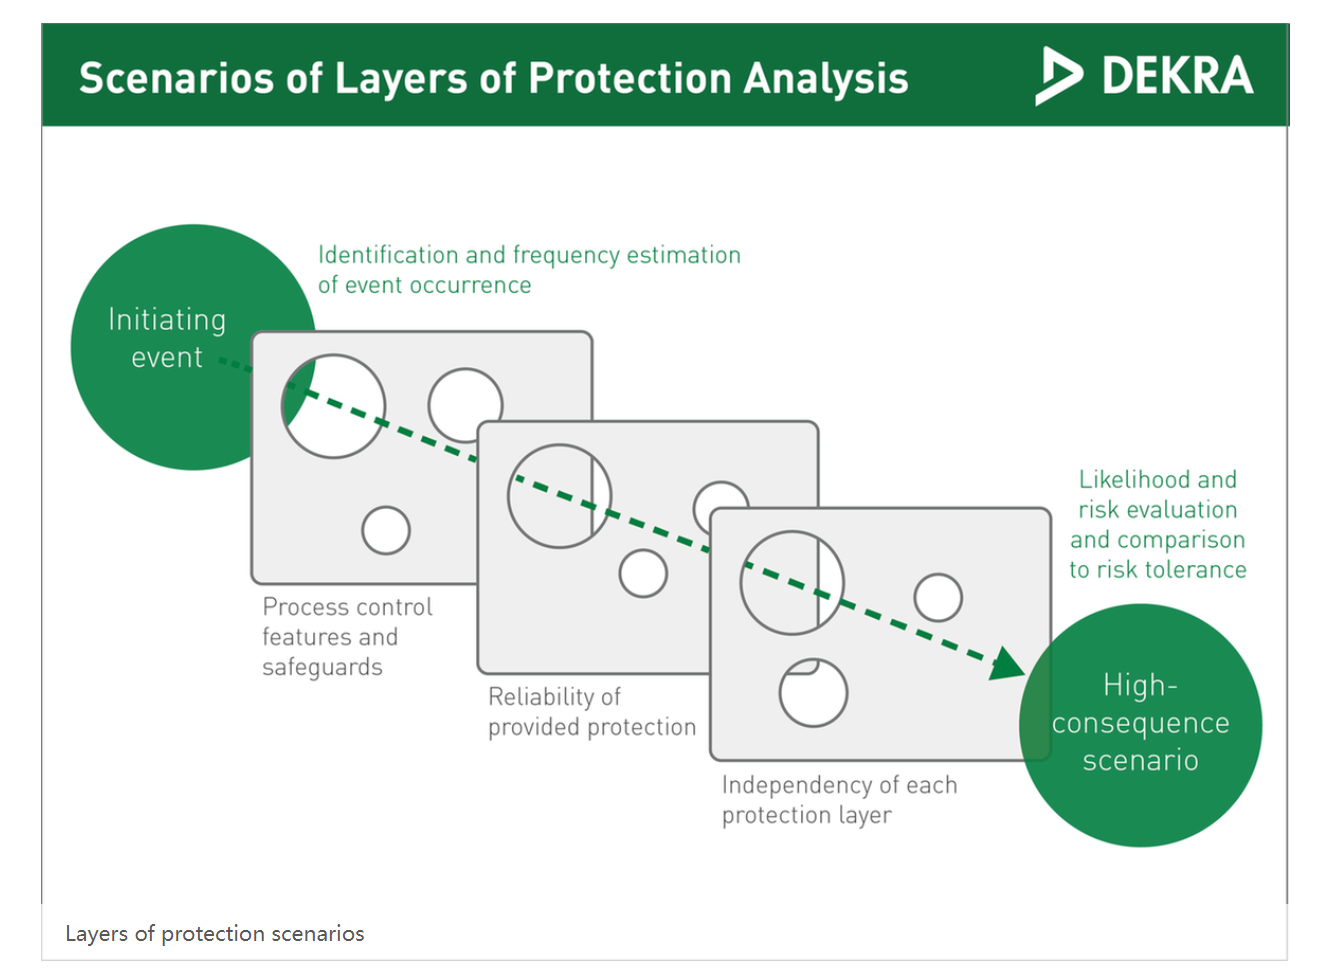 Scenarios of Layers of Protection Analysis
DEKRA
Initiating
event
Identification and frequency estimation
of event occurrence
Process control
features and
safeguards
Reliability of
provided protection
Independency of each
protection layer
Likelihood and
risk evaluation
and comparison
to risk tolerance
High-
consequence
scenario
Layers of protection scenarios